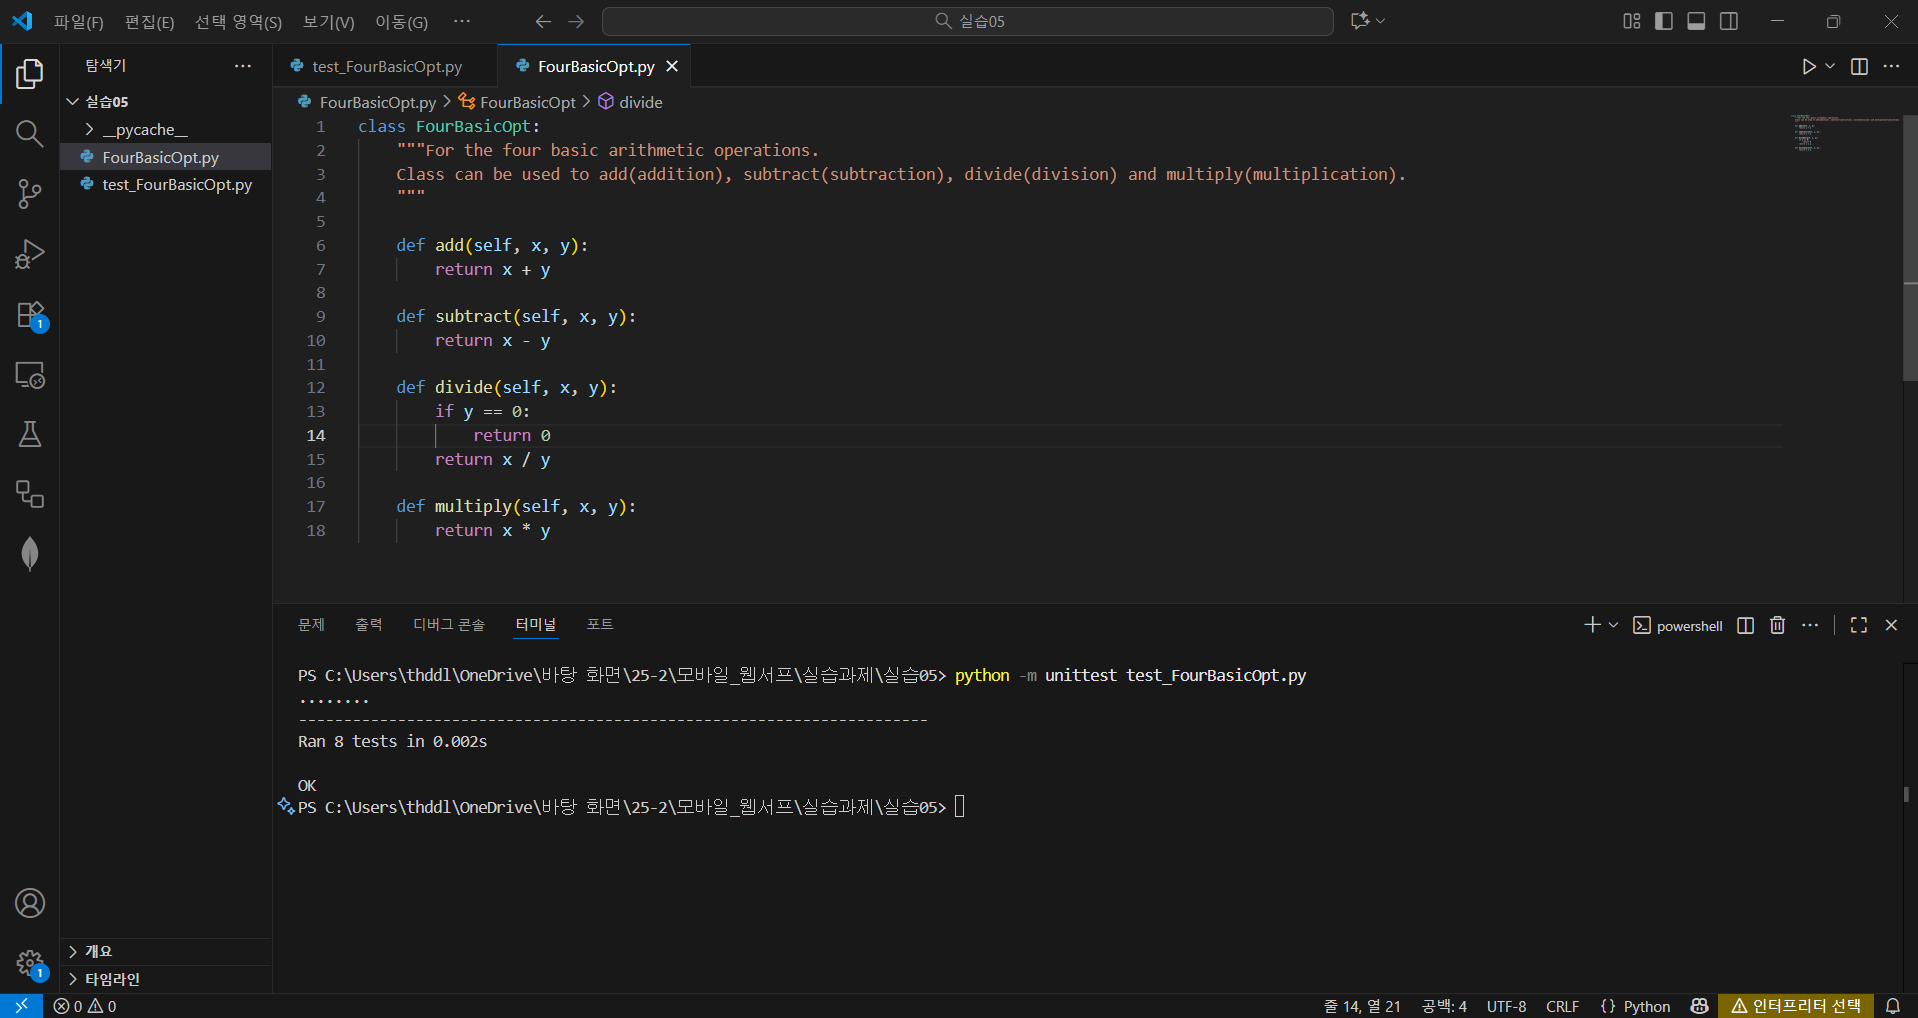 파일(F) 편집(E) 선택 영역(S) 보기(V) 이동(G) ··· 실습05
탐색기 ···
실습05
__pycache__
FourBasicOpt.py
test_FourBasicOpt.py
개요
타임라인
test_FourBasicOpt.py FourBasicOpt.py
FourBasicOpt.py > FourBasicOpt > divide
1 class FourBasicOpt:
2 """For the four basic arithmetic operations.
3 Class can be used to add(addition), subtract(subtraction), divide(division) and multiply(multiplication).
4 """
5
6 def add(self, x, y):
7 return x + y
8
9 def subtract(self, x, y):
10 return x - y
11
12 def divide(self, x, y):
13 if y == 0:
14 return 0
15 return x / y
16
17 def multiply(self, x, y):
18 return x * y
문제 출력 디버그 콘솔 터미널 포트 powershell
PS C:\Users\thddl\OneDrive\바탕 화면\25-2\모바일_웹서프\실습과제\실습05> python -m unittest test_FourBasicOpt.py
........
----------------------------------------------------------------------
Ran 8 tests in 0.002s
OK
PS C:\Users\thddl\OneDrive\바탕 화면\25-2\모바일_웹서프\실습과제\실습05>
1
1
0 0 줄 14, 열 21 공백: 4 UTF-8 CRLF {} Python 인터프리터 선택